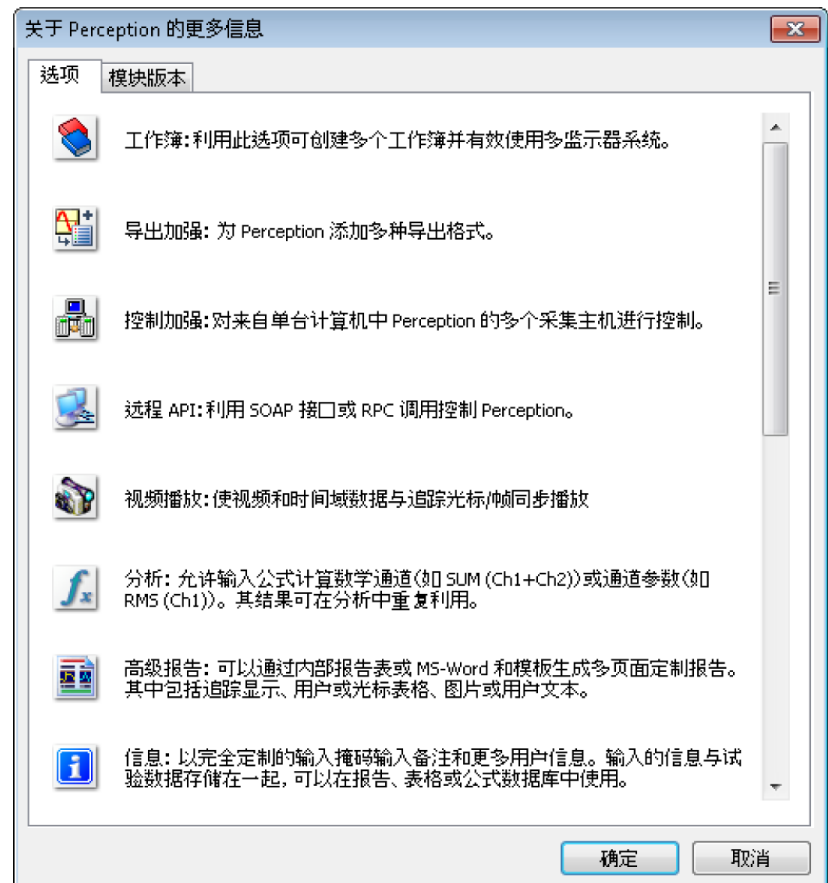 关于 Perception 的更多信息
选项
模块版本
工作簿:利用此选项可创建多个工作簿并有效使用多监示器系统。
导出加强: 为 Perception 添加多种导出格式。
控制加强:对来自单台计算机中 Perception 的多个采集主机进行控制。
远程 API:利用 SOAP 接口或 RPC 调用控制 Perception。
视频播放:使视频和时间域数据与追踪光标/帧同步播放
分析: 允许输入公式计算数学通道(如 SUM (Ch1+Ch2))或通道参数(如
RMS (Ch1))。其结果可在分析中重复利用。
高级报告: 可以通过内部报告表或 MS-Word 和模板生成多页面定制报告。
其中包括追踪显示、用户或光标表格、图片或用户文本。
信息: 以完全定制的输入掩码输入备注和更多用户信息。输入的信息与试
验数据存储在一起, 可以在报告、表格或公式数据库中使用。
确定
取消